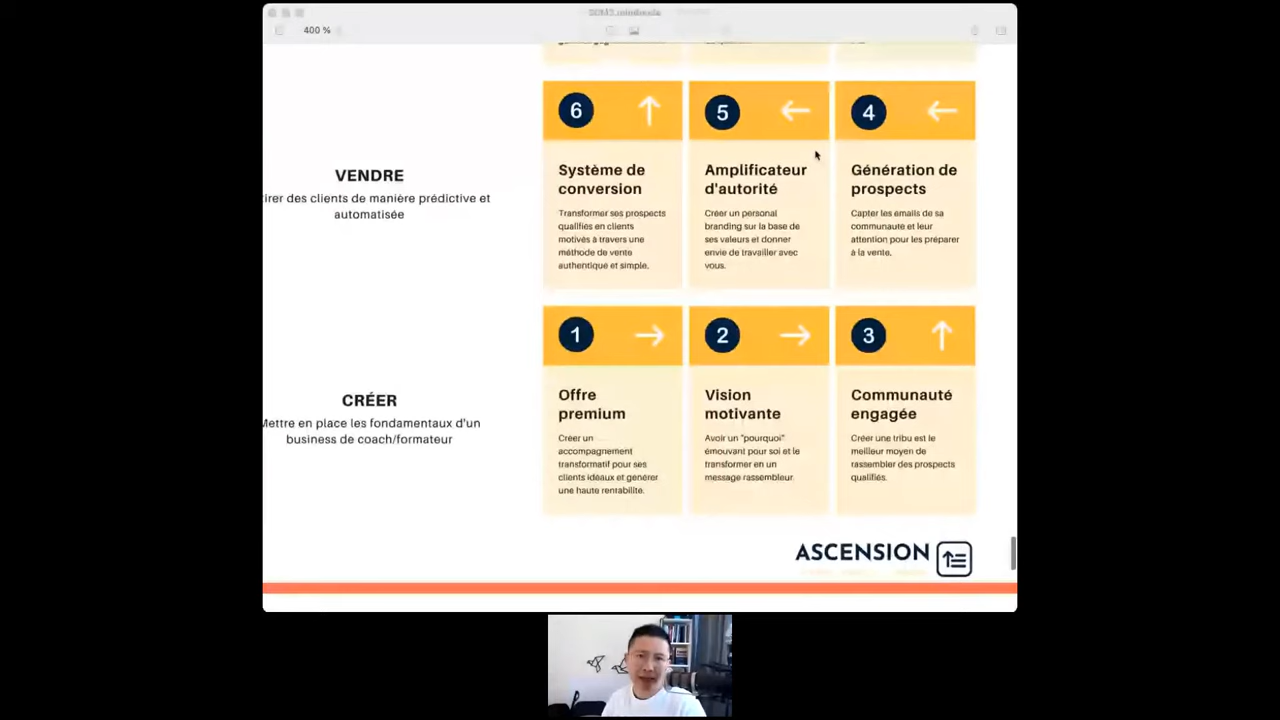 400 %
6
Système de
conversion
Transformer ses prospects
qualifiés en clients
motivés à travers une
méthode de vente
authentique et simple.
5
Amplificateur
d'autorité
Créer un personal
branding sur la base de
ses valeurs et donner
envie de travailler avec
vous.
4
Génération de
prospects
Capter les emails de sa
communauté et leur
attention pour les préparer
à la vente.
VENDRE
irer des clients de manière prédictive et
automatisée
1
Offre
premium
Créer un
accompagnement
transformatif pour ses
clients idéaux et générer
une haute rentabilité.
2
Vision
motivante
Avoir un "pourquoi"
émouvant pour soi et le
transformer en un
message rassembleur.
3
Communauté
engagée
Créer une tribu est le
meilleur moyen de
rassembler des prospects
qualifiés.
CRÉER
Mettre en place les fondamentaux d'un
business de coach/formateur
ASCENSION